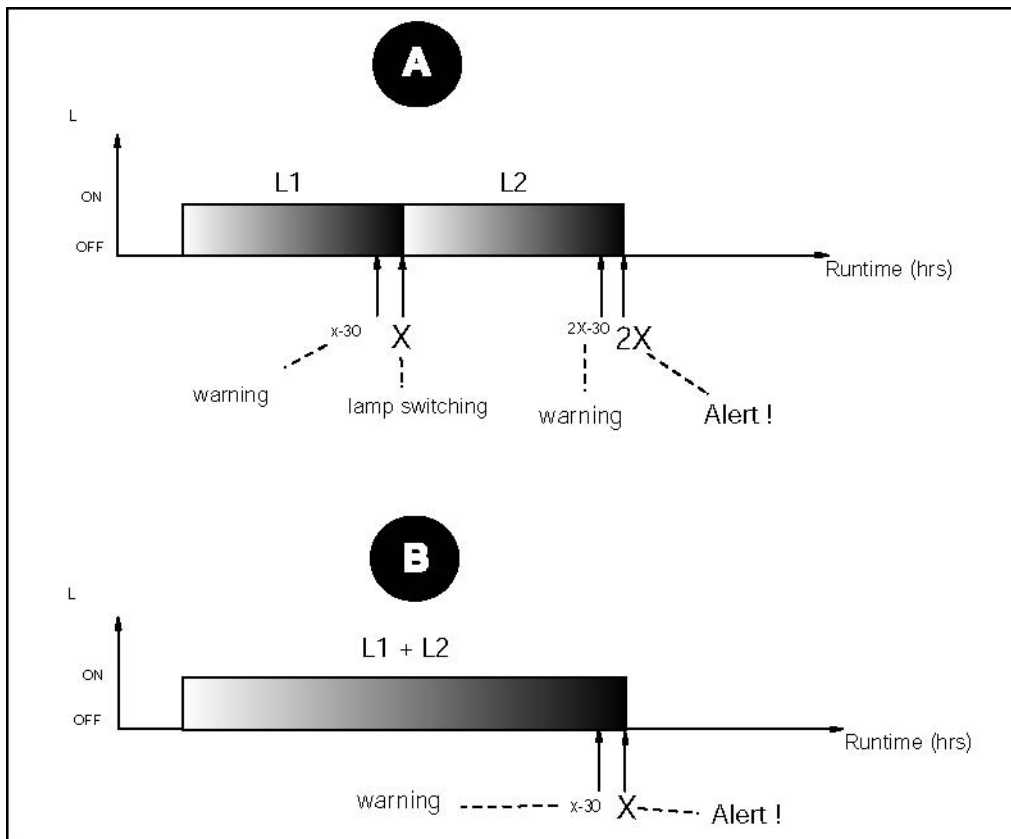 A
L
L1 L2
ON
OFF
Runtime (hrs)
x-30 X 2X-30 2X
warning lamp switching warning Alert !
B
L
L1 + L2
ON
OFF
Runtime (hrs)
warning x-30 X Alert !